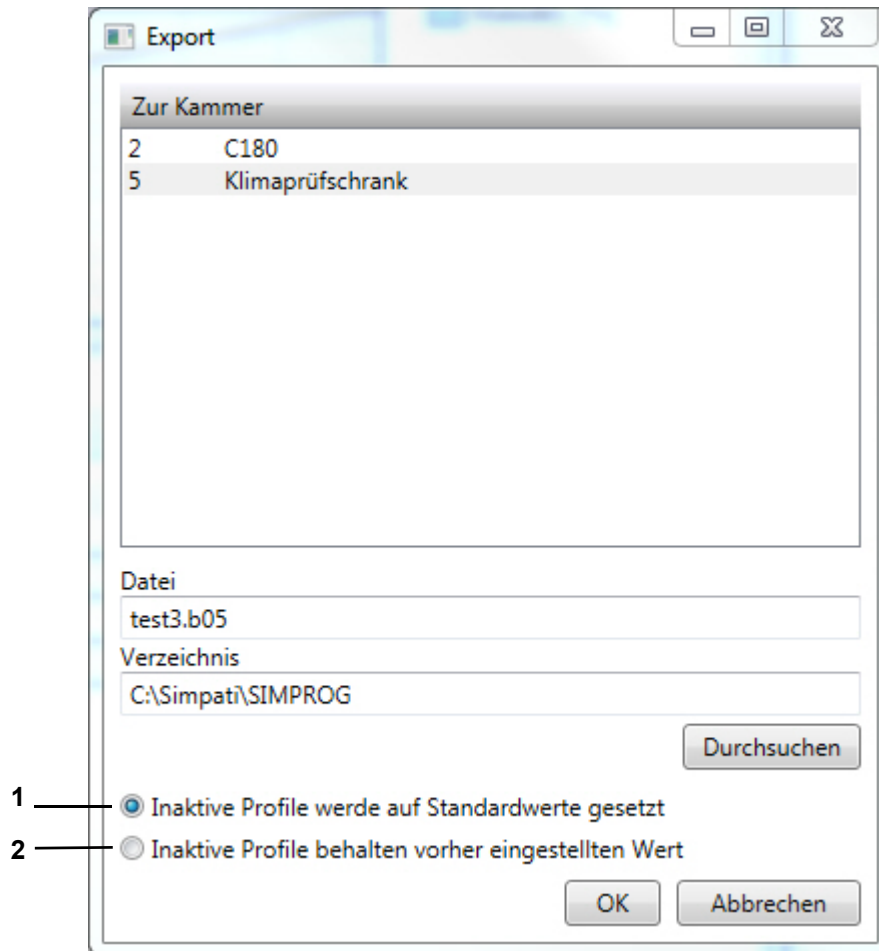 Export
Zur Kammer
2 C180
5 Klimaprüfschrank
Datei
test3.b05
Verzeichnis
C:\Simpati\SIMPROG
Durchsuchen
1 Inaktive Profile werde auf Standardwerte gesetzt
2 Inaktive Profile behalten vorher eingestellten Wert
OK Abbrechen